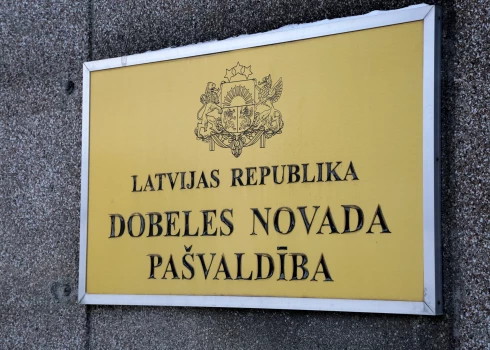 LATVIJAS REPUBLIKA
DOBELES NOVADA
PAŠVALDĪBA